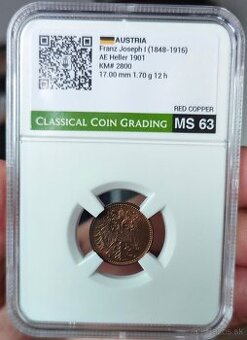 AUSTRIA
Franz Joseph I (1848-1916)
AE Heller 1901
KM# 2800
17.00 mm 1.70 g 12 h
RED COPPER
CLASSICAL COIN GRADING MS 63